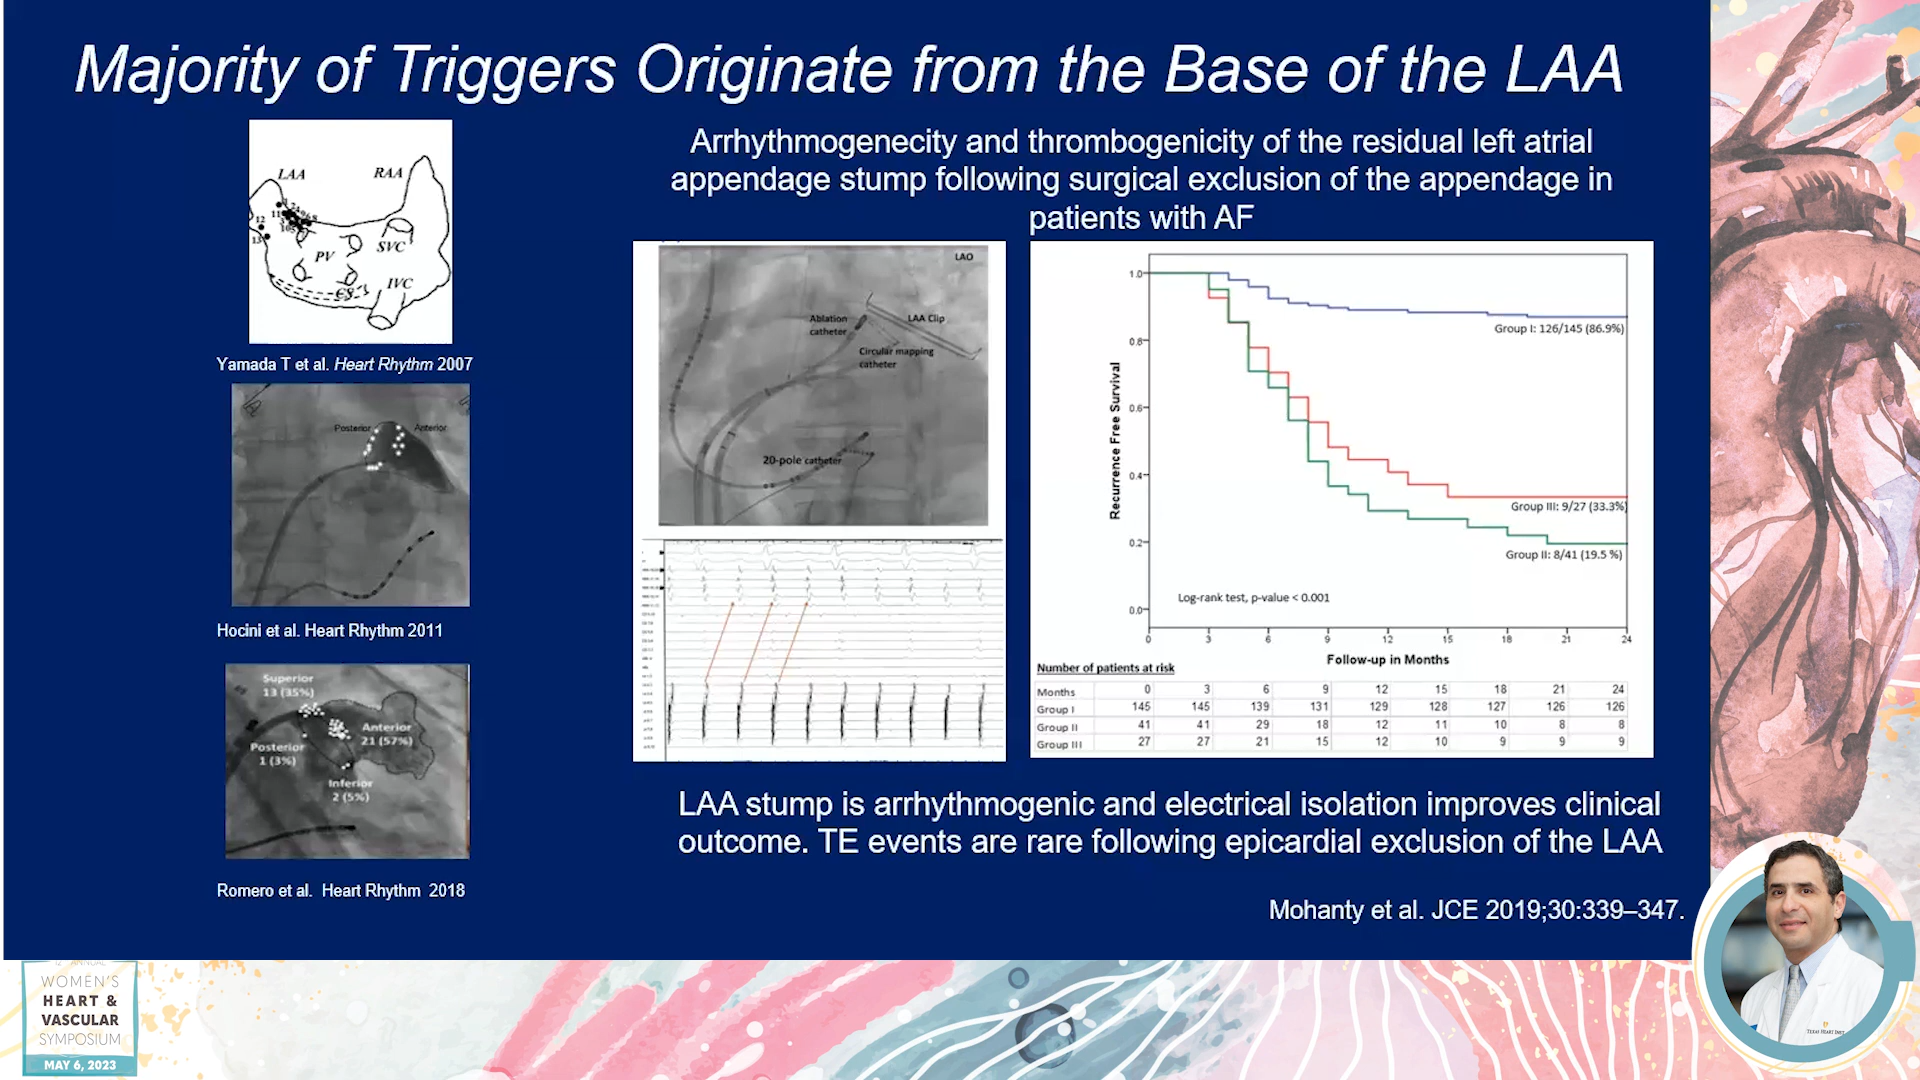 Majority of Triggers Originate from the Base of the LAA
LAA
RAA
12
11
13
PV
SVC
CS
IVC
Yamada T et al. Heart Rhythm 2007
Posterior
Anterior
Hocini et al. Heart Rhythm 2011
Superior
13 (35%)
Anterior
21 (57%)
Posterior
1 (3%)
Inferior
2 (5%)
Romero et al. Heart Rhythm 2018
Arrhythmogenecity and thrombogenicity of the residual left atrial
appendage stump following surgical exclusion of the appendage in
patients with AF
LAO
Ablation
catheter
LAA Clip
Circular mapping
catheter
20-pole catheter
Recurrence Free Survival
1.0
0.8
0.6
0.4
0.2
0.0
Group I: 126/145 (86.9%)
Group III: 9/27 (33.3%)
Group II: 8/41 (19.5 %)
Log-rank test, p-value < 0.001
0 3 6 9 12 15 18 21 24
Follow-up in Months
Number of patients at risk
Months 0 3 6 9 12 15 18 21 24
Group I 145 145 139 131 129 128 127 126 126
Group II 41 41 29 18 12 11 10 8 8
Group III 27 27 21 15 12 10 9 9 9
LAA stump is arrhythmogenic and electrical isolation improves clinical
outcome. TE events are rare following epicardial exclusion of the LAA
Mohanty et al. JCE 2019;30:339–347.
WOMEN'S
HEART &
VASCULAR
SYMPOSIUM
MAY 6, 2023